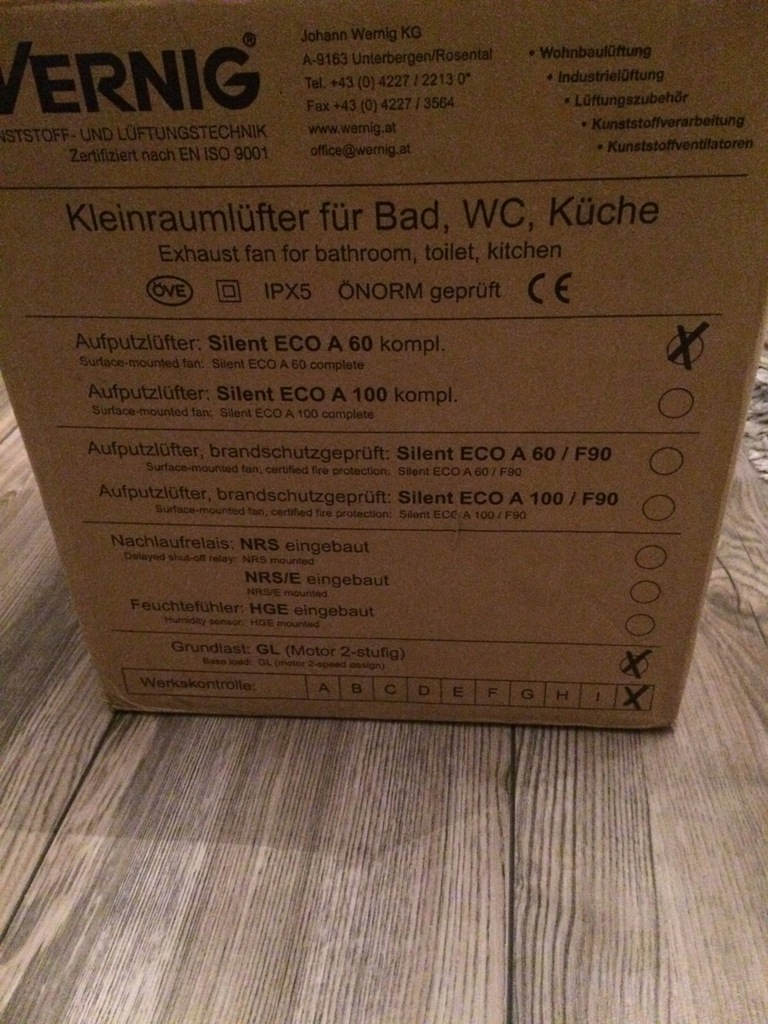 WERNIG®
KUNSTSTOFF- UND LÜFTUNGSTECHNIK
Zertifiziert nach EN ISO 9001
Johann Wernig KG
A-9163 Unterbergen/Rosental
Tel. +43 (0) 4227 / 2213 0*
Fax +43 (0) 4227 / 3564
www.wernig.at
office@wernig.at
• Wohnbaulüftung
• Industrielüftung
• Lüftungszubehör
• Kunststoffverarbeitung
• Kunststoffventilatoren
Kleinraumlüfter für Bad, WC, Küche
Exhaust fan for bathroom, toilet, kitchen
ÖVE IPX5 ÖNORM geprüft CE
Aufputzlüfter: Silent ECO A 60 kompl. X
Surface-mounted fan: Silent ECO A 60 complete
Aufputzlüfter: Silent ECO A 100 kompl.
Surface-mounted fan: Silent ECO A 100 complete
Aufputzlüfter, brandschutzgeprüft: Silent ECO A 60 / F90
Surface-mounted fan, certified fire protection: Silent ECO A 60 / F90
Aufputzlüfter, brandschutzgeprüft: Silent ECO A 100 / F90
Surface-mounted fan, certified fire protection: Silent ECO A 100 / F90
Nachlaufrelais: NRS eingebaut
Delayed shut-off relay: NRS mounted
NRS/E eingebaut
NRS/E mounted
Feuchtefühler: HGE eingebaut
Humidity sensor: HGE mounted
Grundlast: GL (Motor 2-stufig) X
Base load: GL (motor 2-speed design)
Werkskontrolle: A B C D E F G H I X